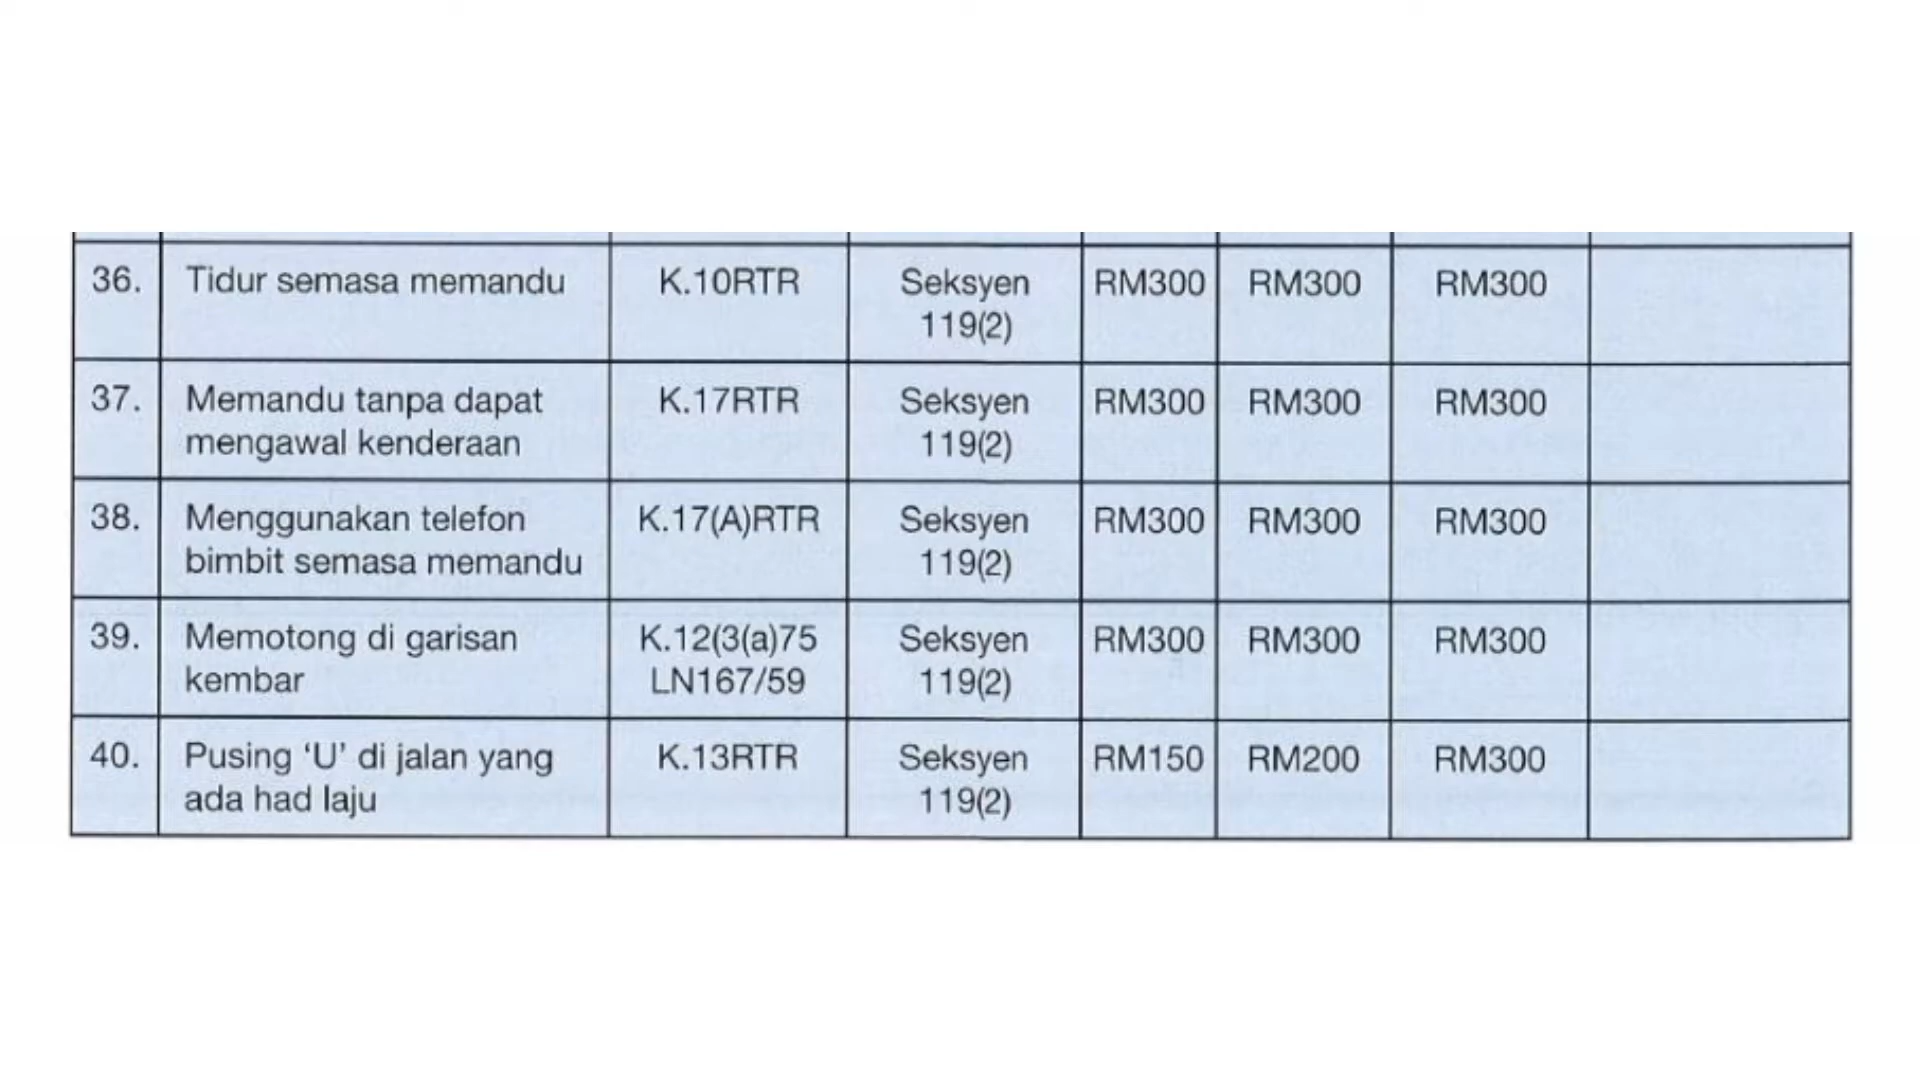 36. Tidur semasa memandu K.10RTR Seksyen RM300 RM300 RM300
119(2)
37. Memandu tanpa dapat K.17RTR Seksyen RM300 RM300 RM300
mengawal kenderaan 119(2)
38. Menggunakan telefon K.17(A)RTR Seksyen RM300 RM300 RM300
bimbit semasa memandu 119(2)
39. Memotong di garisan K.12(3(a)75 Seksyen RM300 RM300 RM300
kembar LN167/59 119(2)
40. Pusing ‘U’ di jalan yang K.13RTR Seksyen RM150 RM200 RM300
ada had laju 119(2)